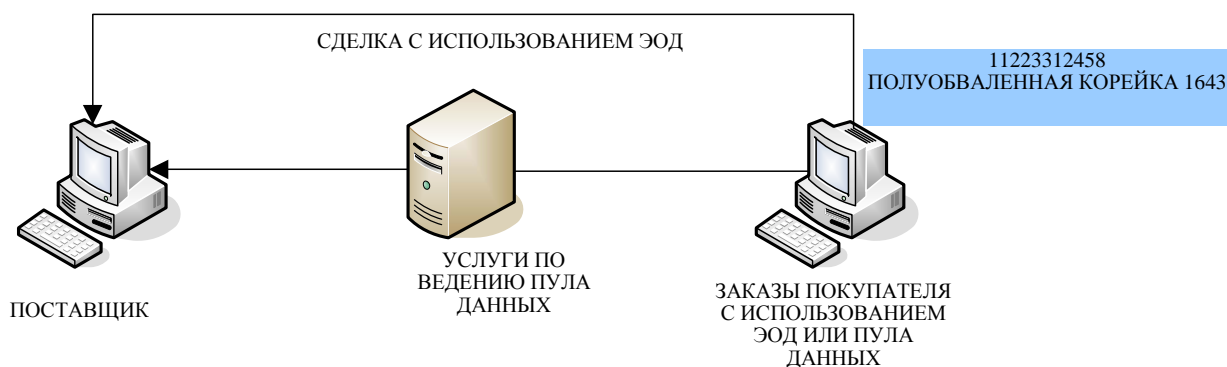 СДЕЛКА С ИСПОЛЬЗОВАНИЕМ ЭОД
11223312458
ПОЛУОБВАЛЕННАЯ КОРЕЙКА 1643
ПОСТАВЩИК
УСЛУГИ ПО
ВЕДЕНИЮ ПУЛА
ДАННЫХ
ЗАКАЗЫ ПОКУПАТЕЛЯ
С ИСПОЛЬЗОВАНИЕМ
ЭОД ИЛИ ПУЛА
ДАННЫХ